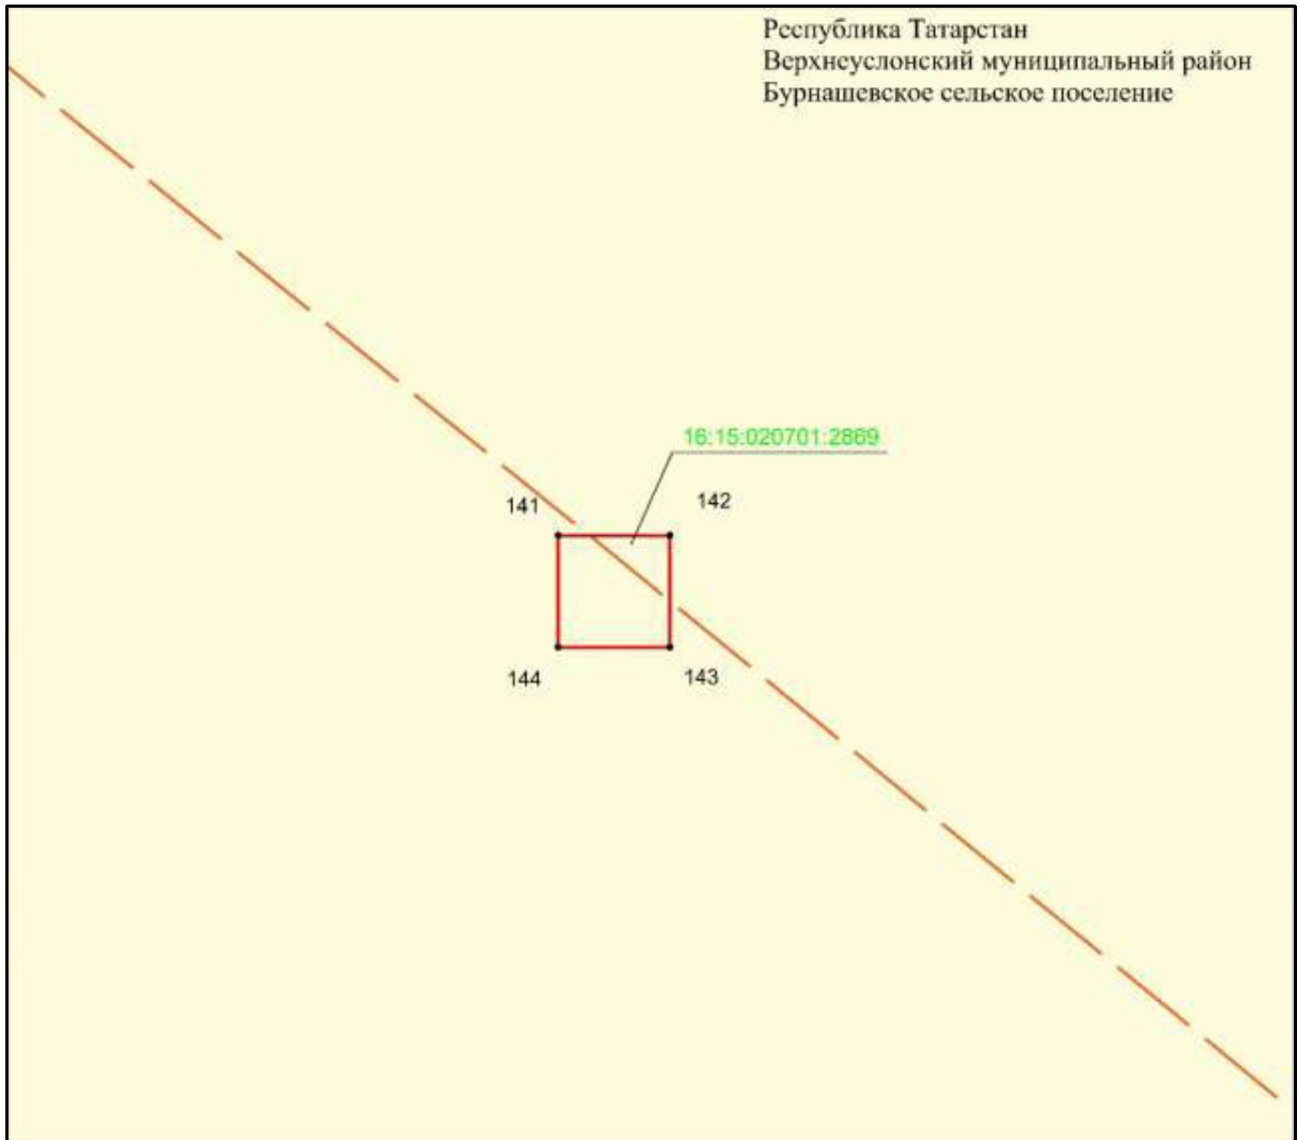 Республика Татарстан
Верхнеуслонский муниципальный район
Бурнашевское сельское поселение
16:15:020701:2869
141
142
144
143